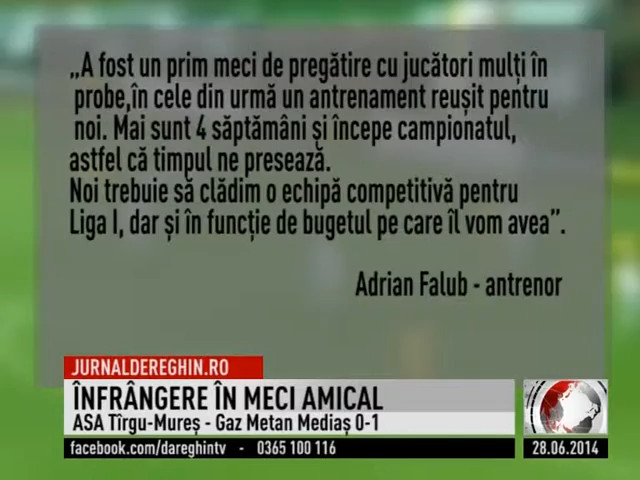 „A fost un prim meci de pregătire cu jucători mulți în
probe,în cele din urmă un antrenament reușit pentru
noi. Mai sunt 4 săptămâni și începe campionatul,
astfel că timpul ne presează.
Noi trebuie să clădim o echipă competitivă pentru
Liga I, dar și în funcție de bugetul pe care îl vom avea”.
Adrian Falub - antrenor
JURNALDEREGHIN.RO
ÎNFRÂNGERE ÎN MECI AMICAL
ASA Tîrgu-Mureș - Gaz Metan Mediaș 0-1
facebook.com/dareghintv - 0365 100 116
28.06.2014